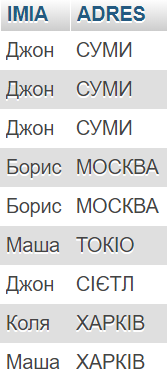 IMIA ADRES
Джон СУМИ
Джон СУМИ
Джон СУМИ
Борис МОСКВА
Борис МОСКВА
Маша ТОКІО
Джон СІЄТЛ
Коля ХАРКІВ
Маша ХАРКІВ